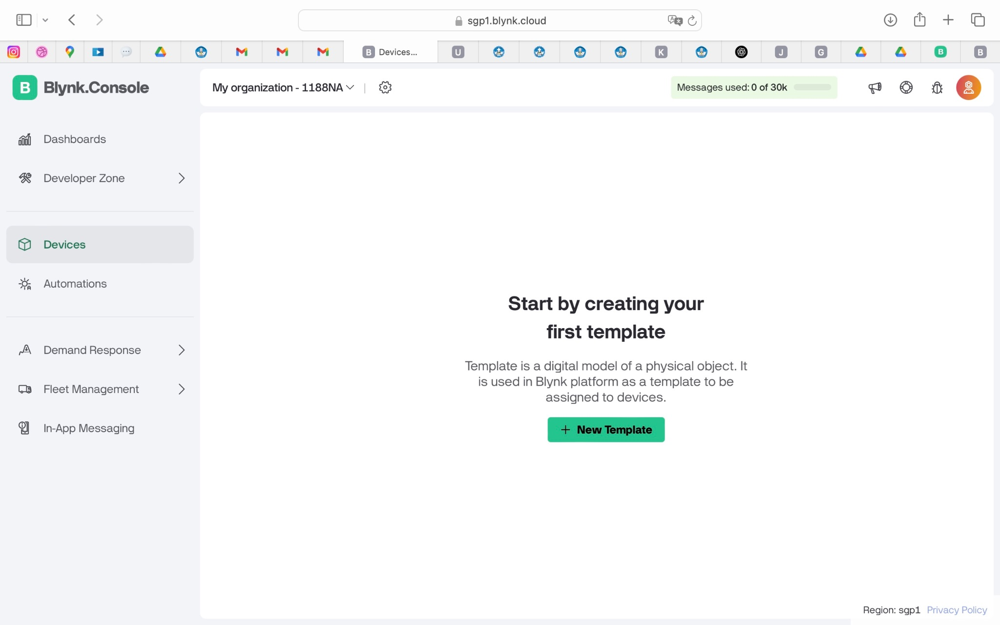 sgp1.blynk.cloud
B Devices...
U
K
J
G
B
B
B Blynk.Console
My organization - 1188NA
Messages used: 0 of 30k
Dashboards
Developer Zone
Devices
Automations
Demand Response
Fleet Management
In-App Messaging
Start by creating your
first template
Template is a digital model of a physical object. It
is used in Blynk platform as a template to be
assigned to devices.
+ New Template
Region: sgp1 Privacy Policy